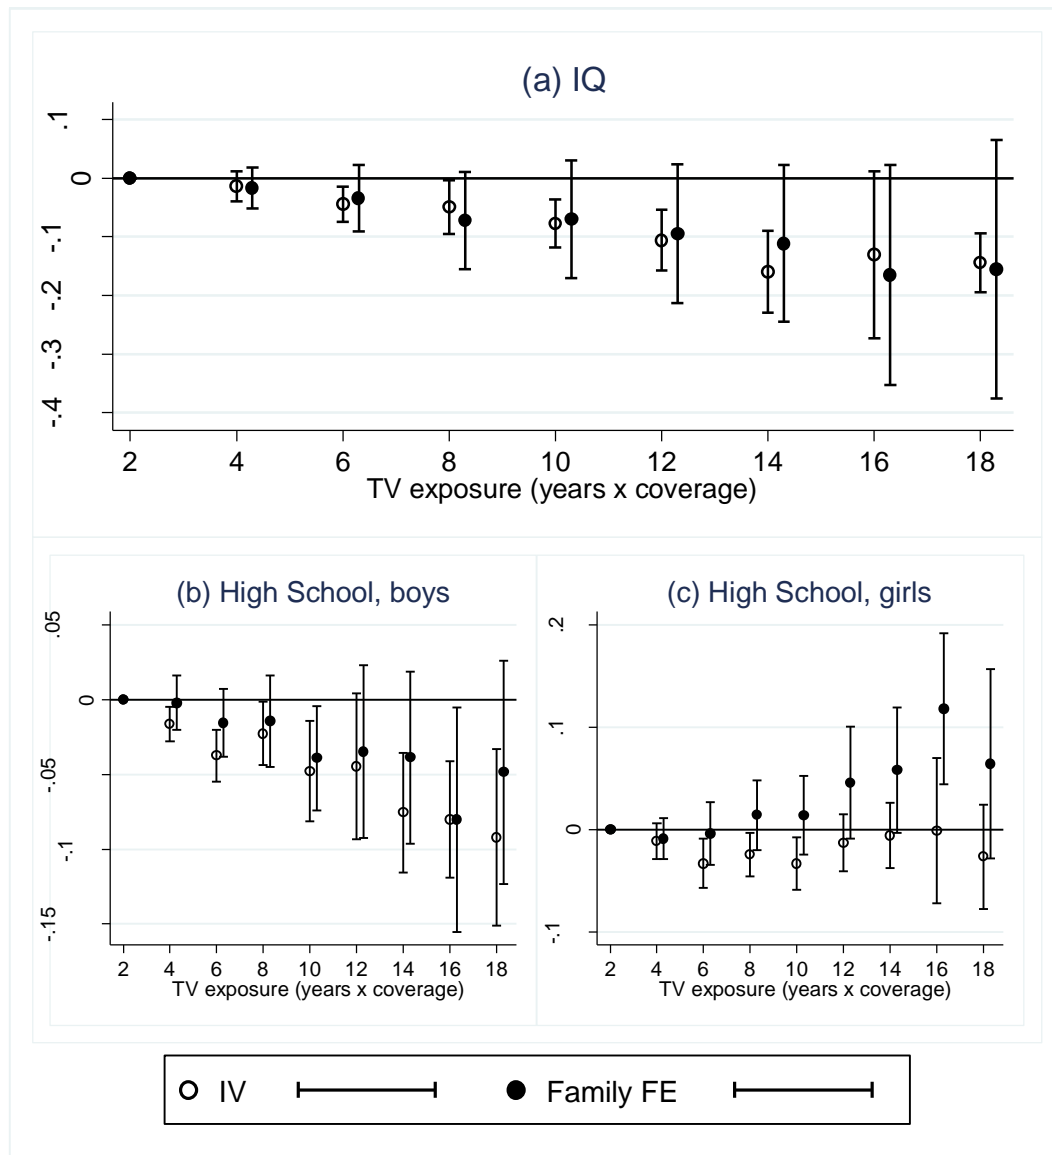 (a) IQ
.1
0
-.1
-.2
-.3
-.4
2 4 6 8 10 12 14 16 18
TV exposure (years x coverage)
(b) High School, boys
.05
0
-.05
-.1
-.15
2 4 6 8 10 12 14 16 18
TV exposure (years x coverage)
(c) High School, girls
.2
.1
0
-.1
2 4 6 8 10 12 14 16 18
TV exposure (years x coverage)
IV Family FE